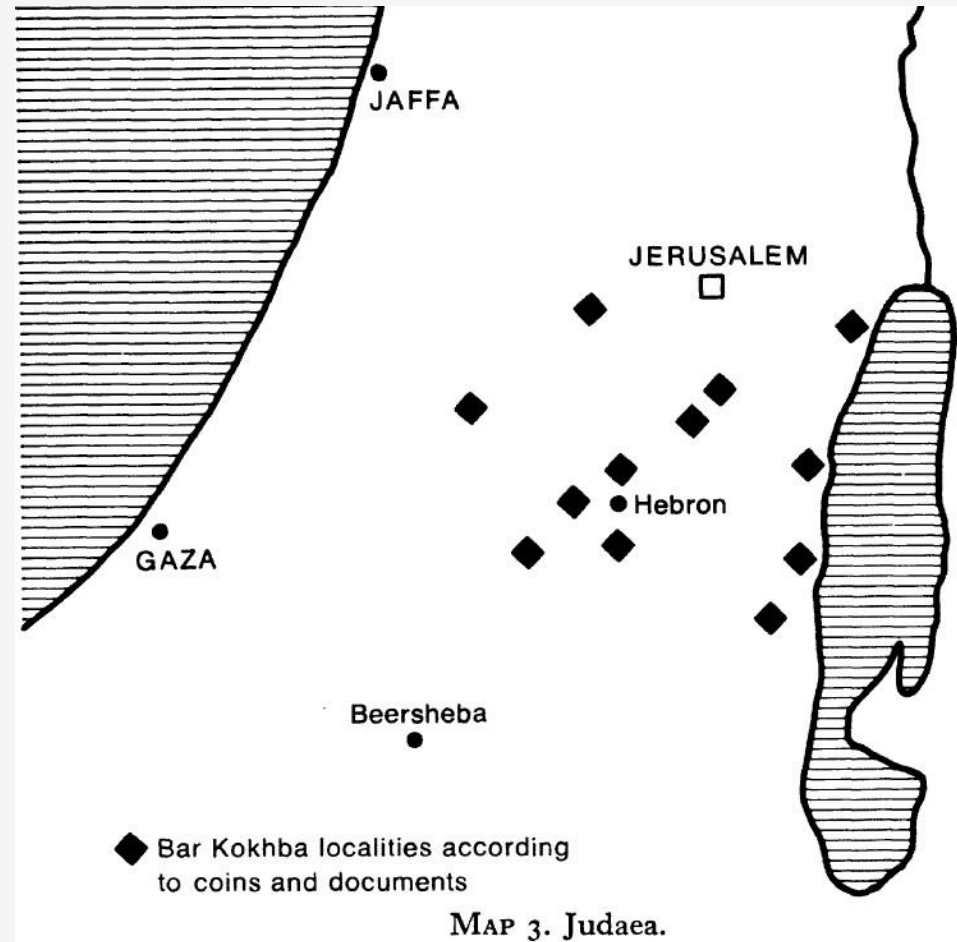 JAFFA
JERUSALEM
Hebron
GAZA
Beersheba
Bar Kokhba localities according
to coins and documents
MAP 3. Judaea.